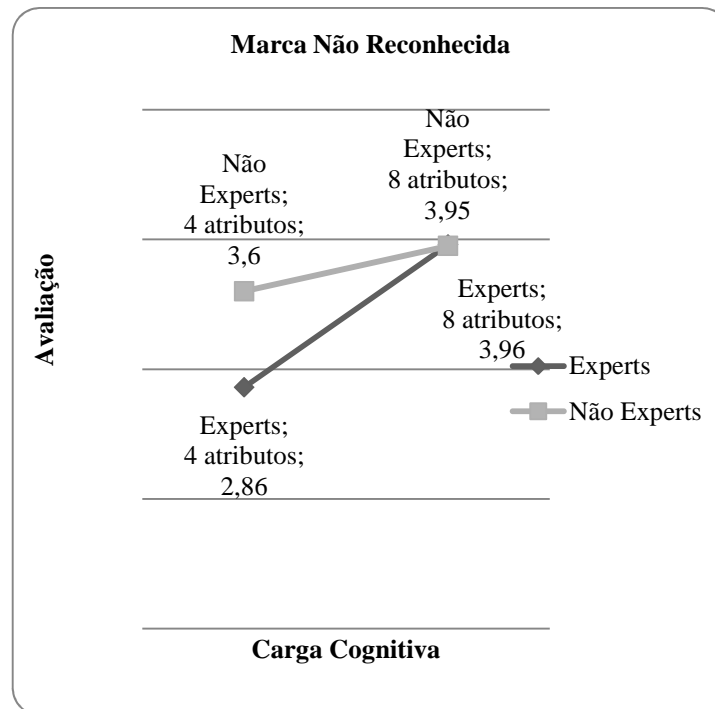 Marca Não Reconhecida
Não
Experts;
4 atributos;
3,6
Não
Experts;
8 atributos;
3,95
Experts;
8 atributos;
3,96
Experts;
4 atributos;
2,86
Avaliação
Experts
Não Experts
Carga Cognitiva